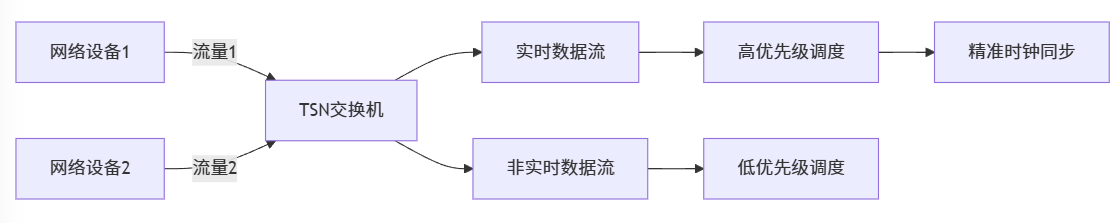 网络设备1
流量1
TSN交换机
实时数据流
高优先级调度
精准时钟同步
网络设备2
流量2
非实时数据流
低优先级调度